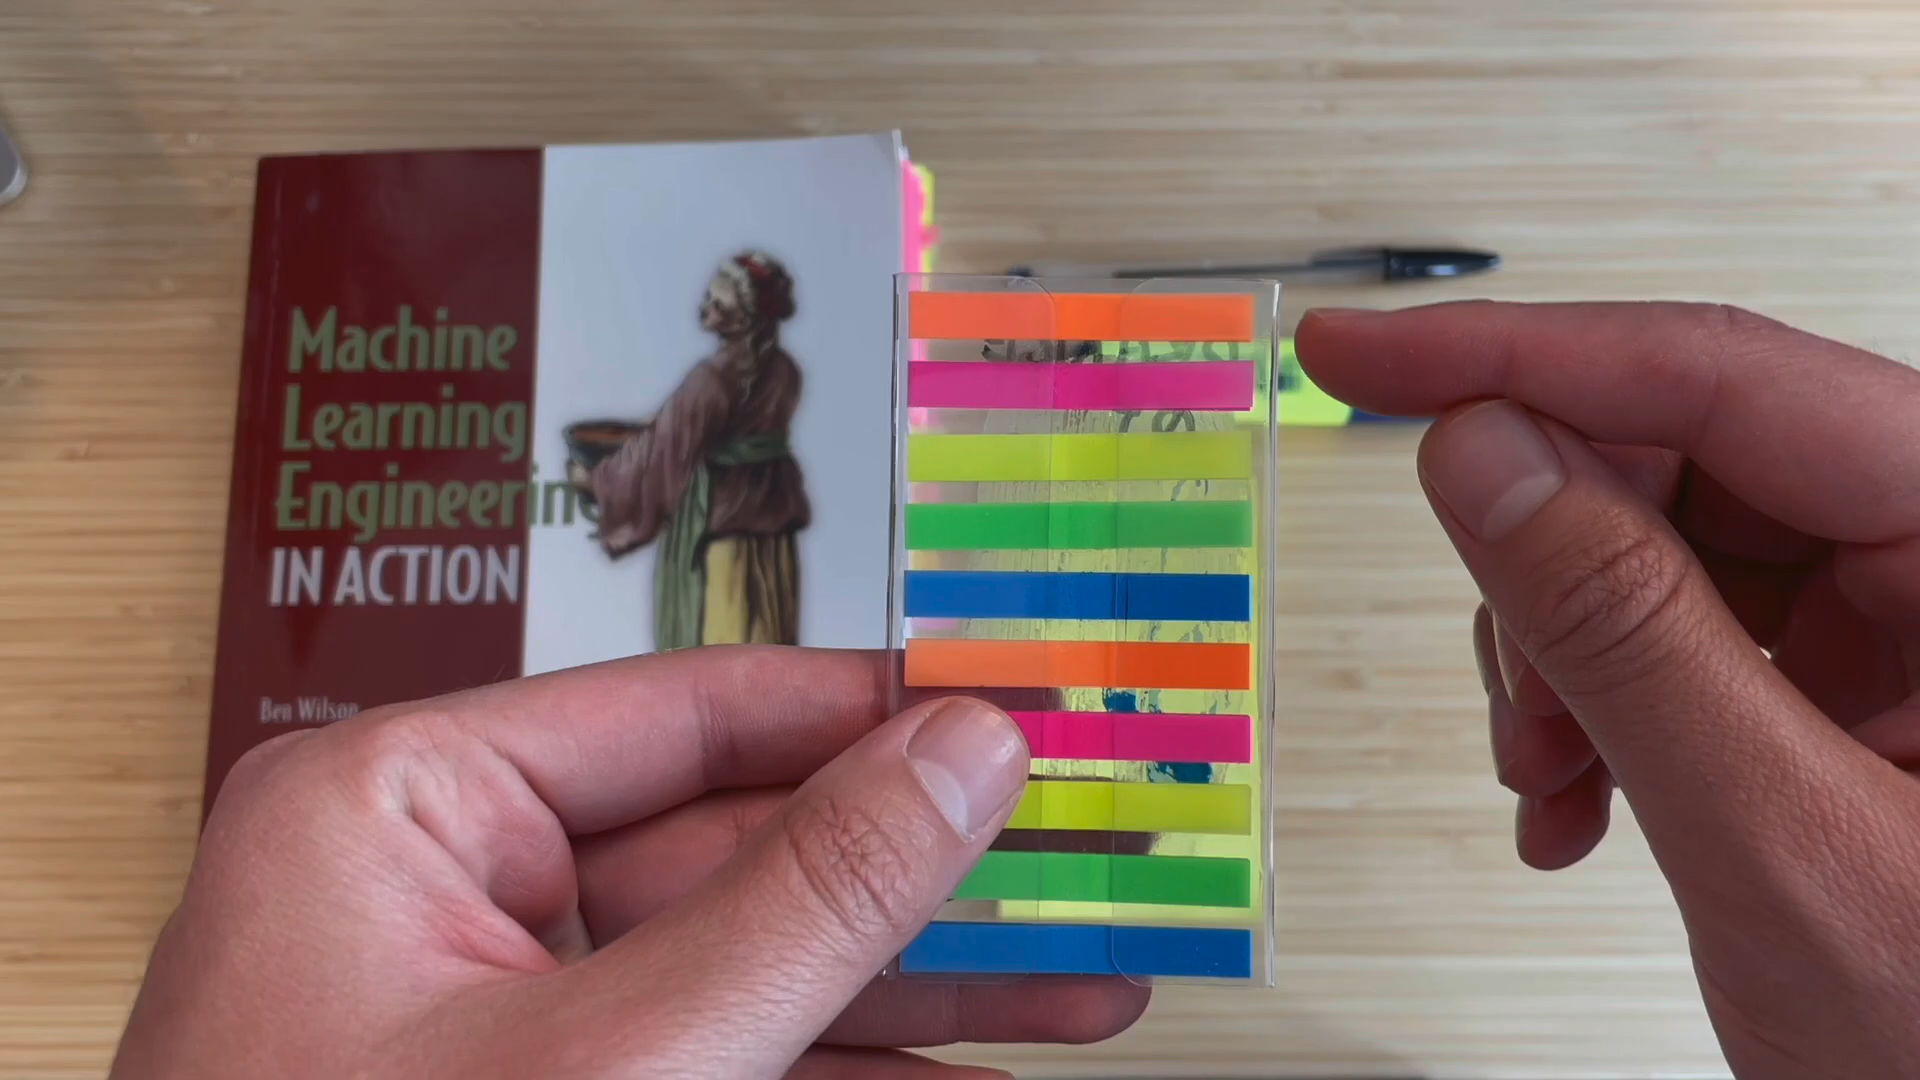 Machine
Learning
Engineering
IN ACTION
Ben Wilson